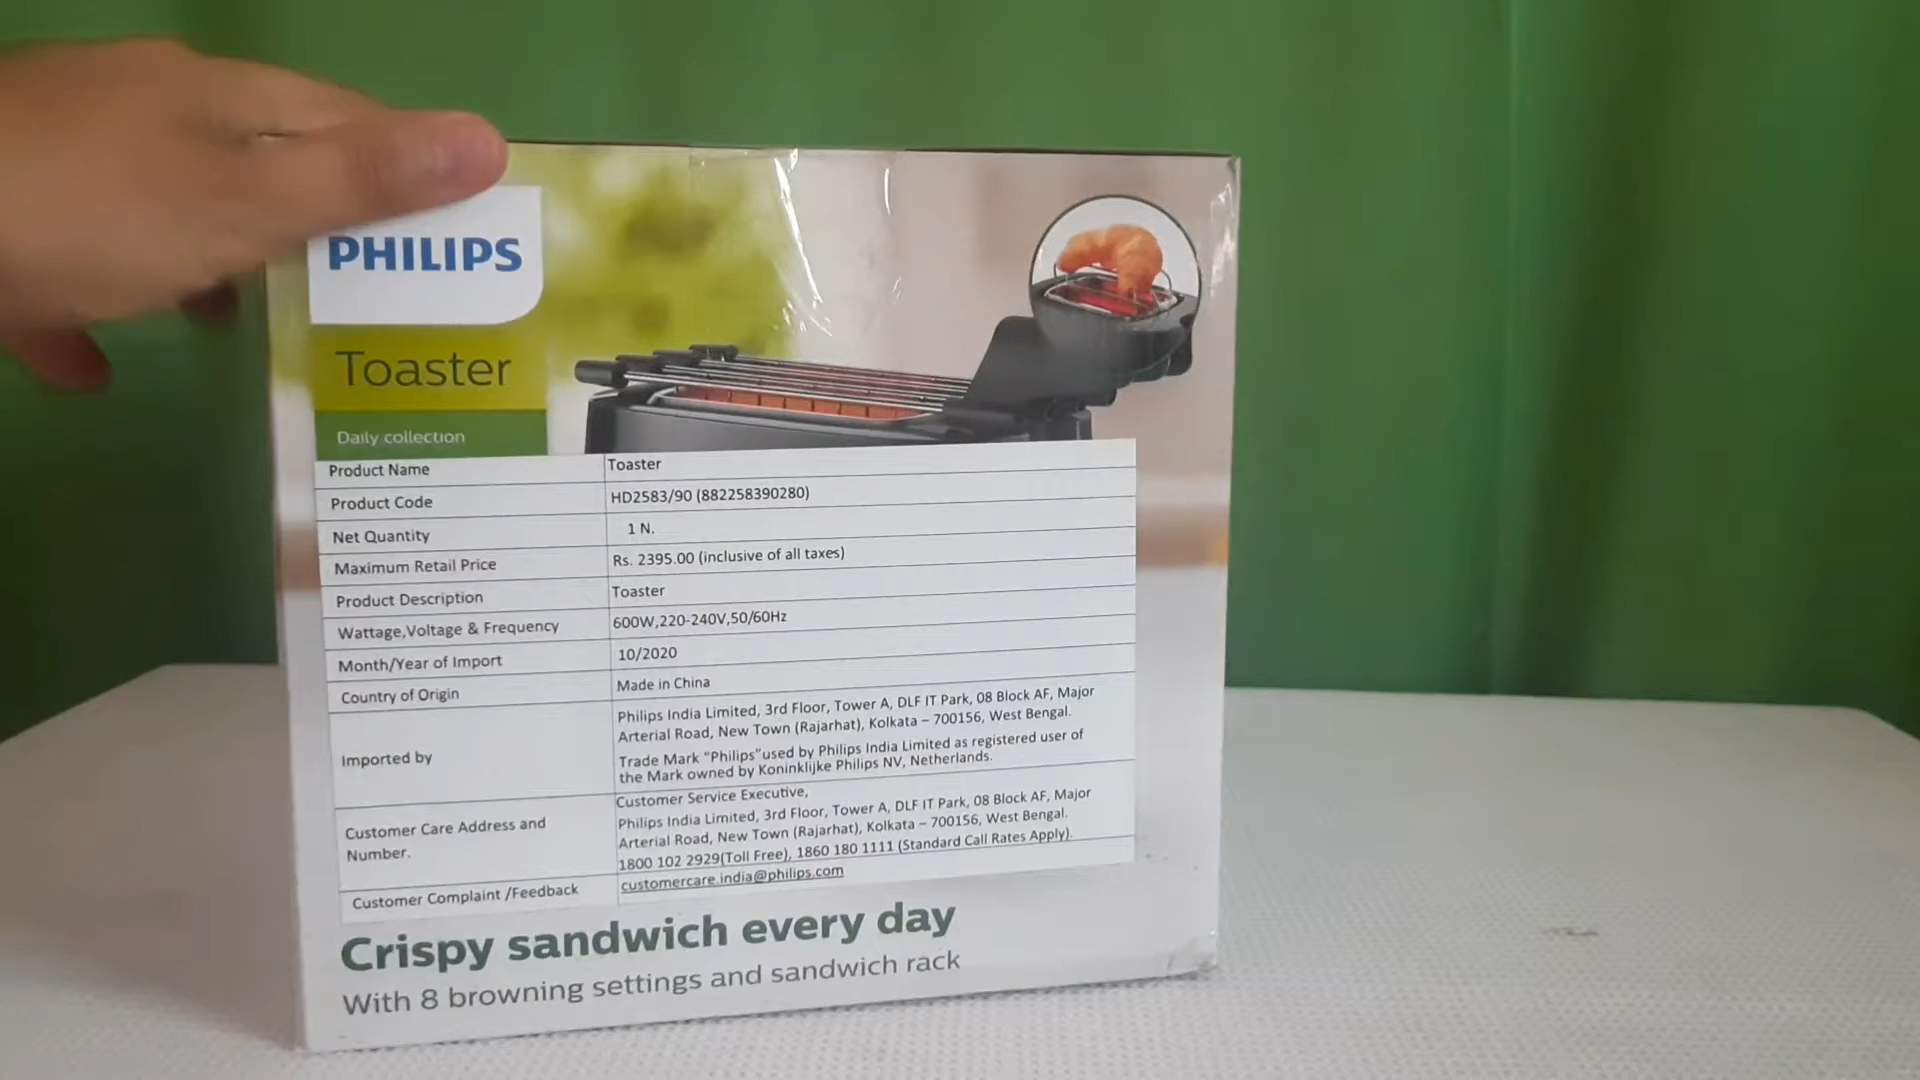 PHILIPS
Toaster
Daily collection
Product Name Toaster
Product Code HD2583/90 (882258390280)
Net Quantity 1 N.
Maximum Retail Price Rs. 2395.00 (inclusive of all taxes)
Product Description Toaster
Wattage,Voltage & Frequency 600W,220-240V,50/60Hz
Month/Year of Import 10/2020
Country of Origin Made in China
Imported by
Philips India Limited, 3rd Floor, Tower A, DLF IT Park, 08 Block AF, Major
Arterial Road, New Town (Rajarhat), Kolkata – 700156, West Bengal.
Trade Mark "Philips"used by Philips India Limited as registered user of
the Mark owned by Koninklijke Philips NV, Netherlands.
Customer Care Address and
Number.
Customer Service Executive,
Philips India Limited, 3rd Floor, Tower A, DLF IT Park, 08 Block AF, Major
Arterial Road, New Town (Rajarhat), Kolkata – 700156, West Bengal.
1800 102 2929(Toll Free), 1860 180 1111 (Standard Call Rates Apply).
Customer Complaint /Feedback customercare.india@philips.com
Crispy sandwich every day
With 8 browning settings and sandwich rack